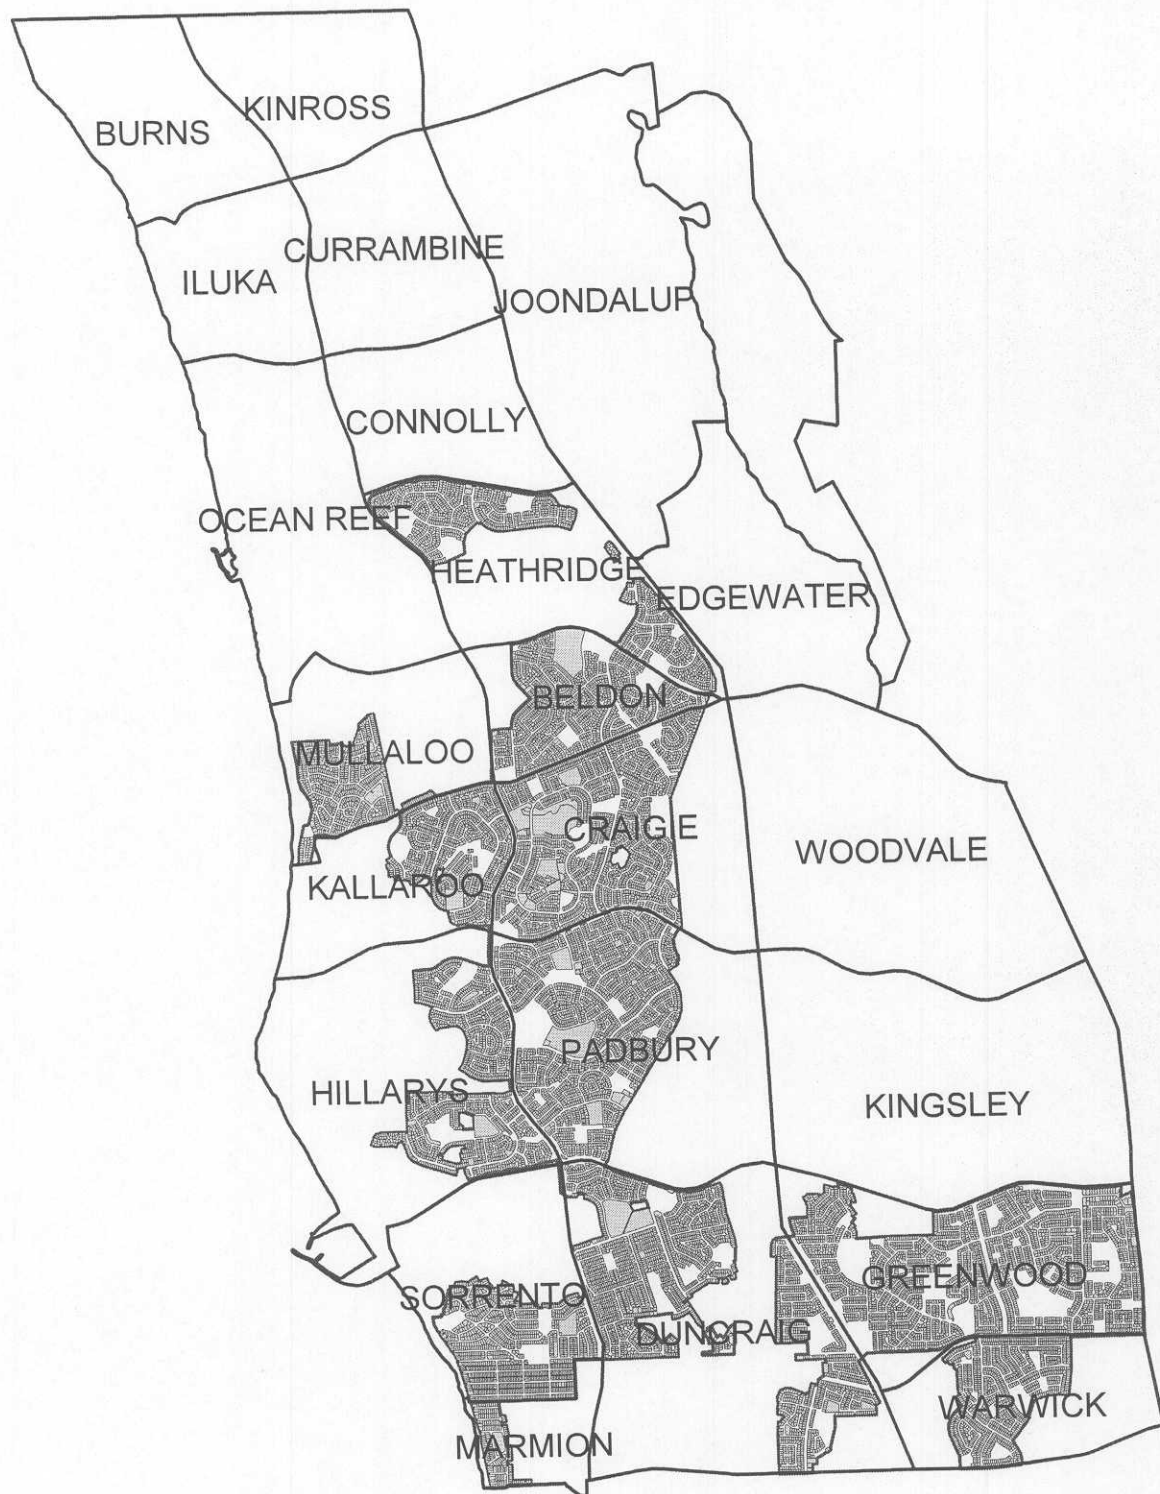 KINROSS
BURNS
CURRAMBINE
ILUKA
JOONDALUP
CONNOLLY
OCEAN REEF
HEATHRIDGE
EDGEWATER
BELDON
MULLALOO
CRAIGIE
WOODVALE
KALLAROO
PADBURY
HILLARYS
KINGSLEY
GREENWOOD
SORRENTO
DUNCRAIG
WARWICK
MARMION